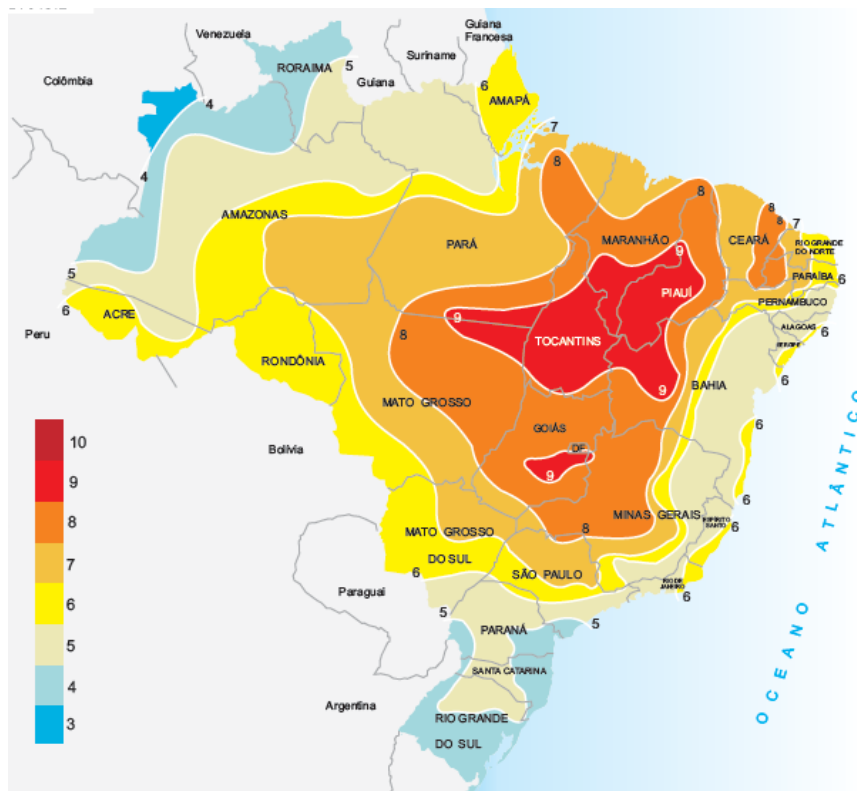 Venezuela
Guiana
Francesa
Suriname
Guiana
Colômbia
RORAIMA
5
4
6
AMAPÁ
7
4
8
8
8
8
7
AMAZONAS
PARÁ
MARANHÃO
CEARÁ
RIO GRANDE
DO NORTE
9
PARAÍBA
6
5
PIAUÍ
PERNAMBUCO
6
ACRE
9
8
ALAGOAS
6
Peru
TOCANTINS
SERGIPE
RONDÔNIA
BAHIA
6
9
MATO GROSSO
GOIÁS
6
10
DF
Bolívia
9
9
6
8
MINAS GERAIS
8
ESPÍRITO
SANTO
6
7
MATO GROSSO
DO SUL
SÃO PAULO
RIO DE
JANEIRO
6
6
Paraguai
6
5
5
PARANÁ
5
SANTA CATARINA
4
Argentina
RIO GRANDE
DO SUL
3
OCEANO ATLÂNTICO